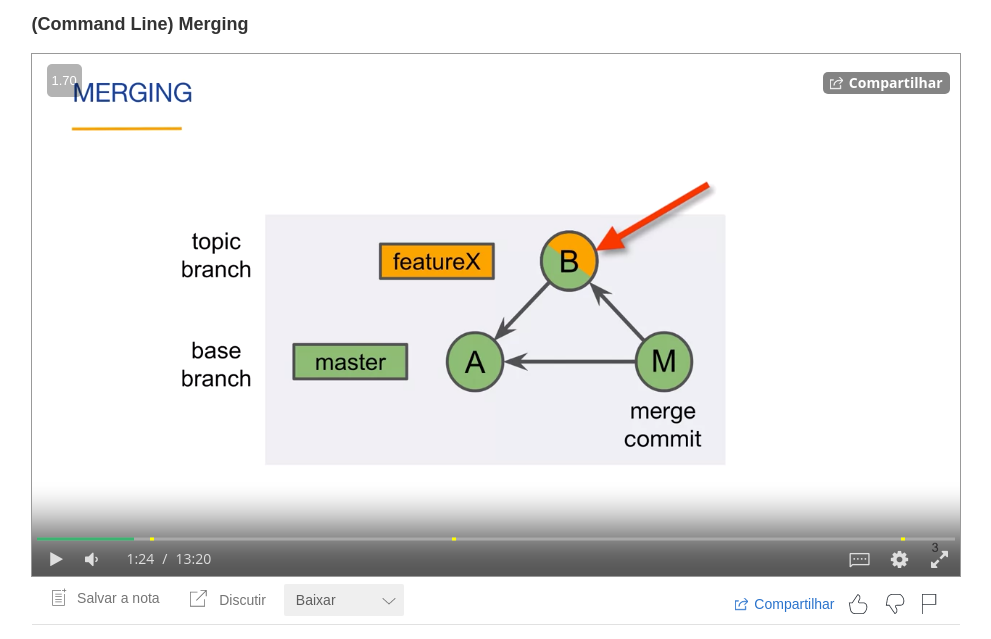 (Command Line) Merging
1.70
MERGING
Compartilhar
topic
branch
featureX
B
base
branch
master
A
M
merge
commit
1:24 / 13:20
3
Salvar a nota
Discutir
Baixar
Compartilhar